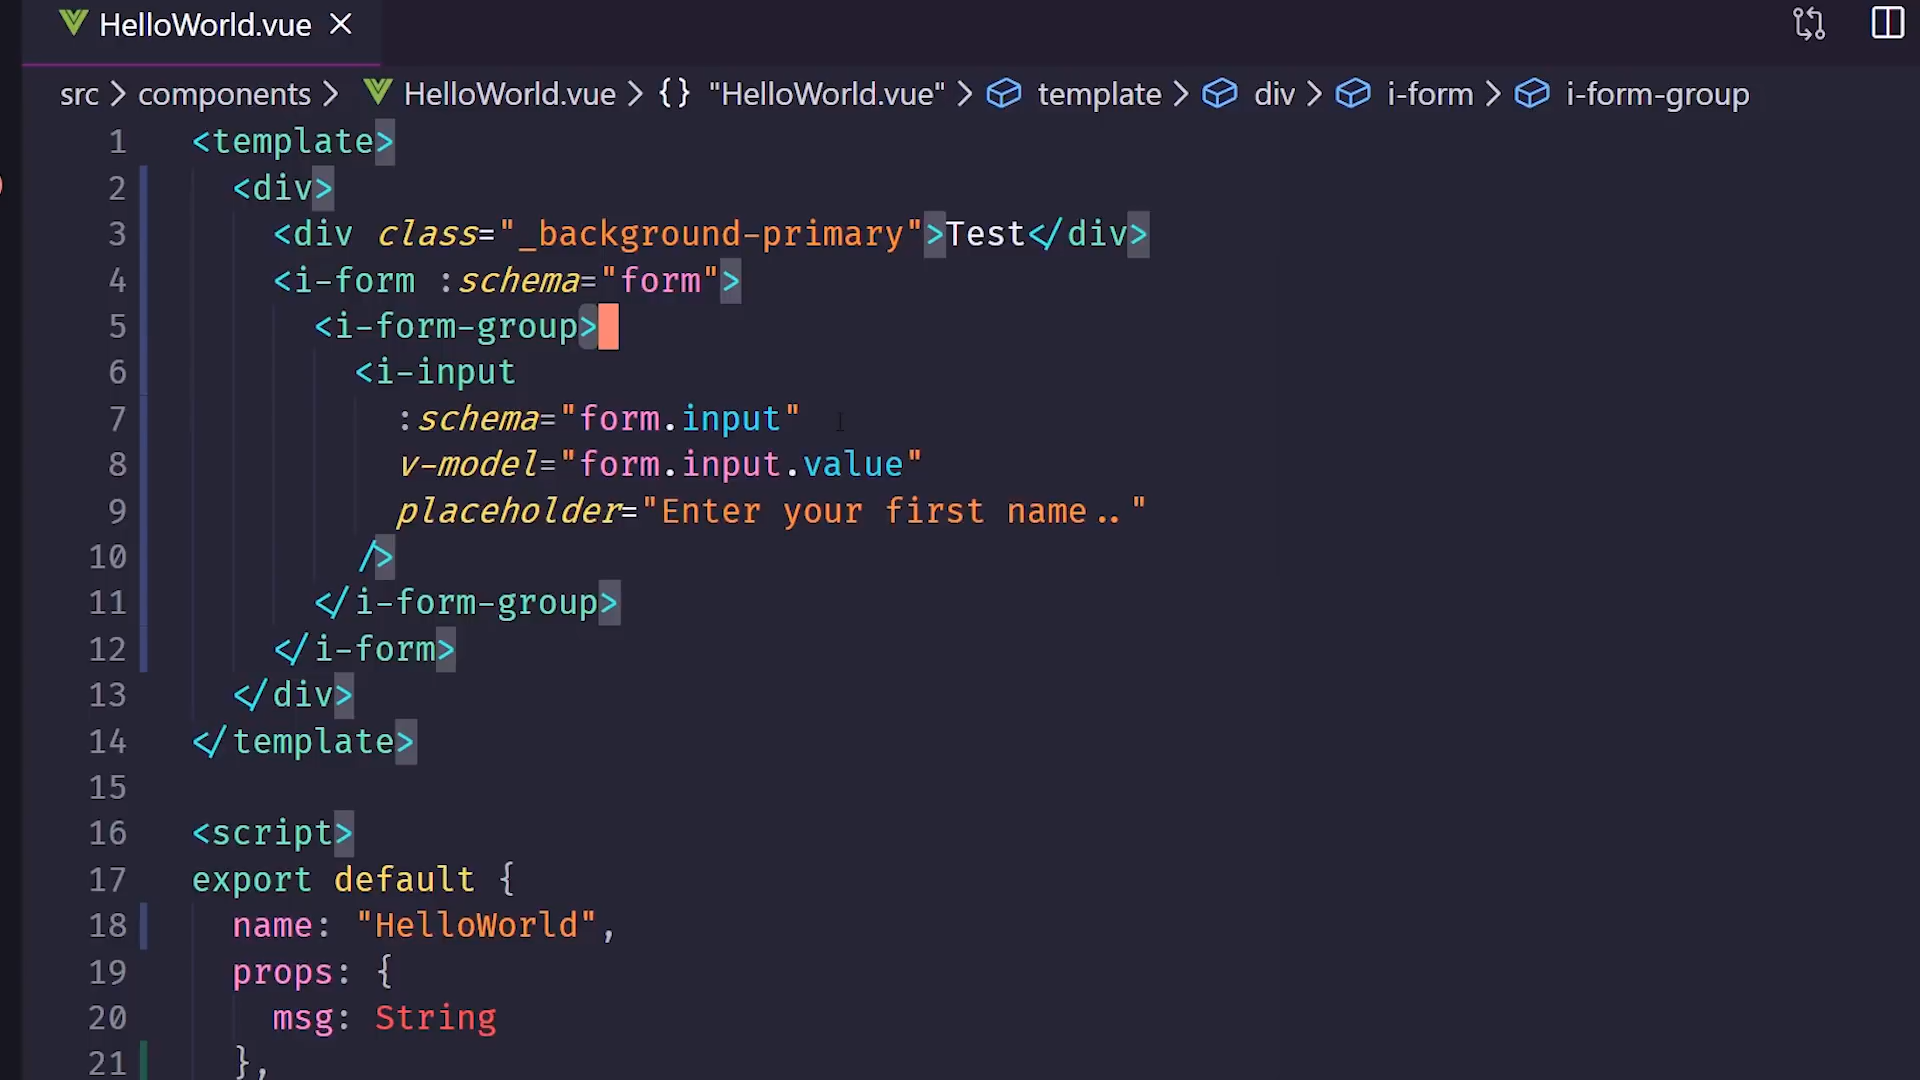 HelloWorld.vue
src > components > HelloWorld.vue > {} "HelloWorld.vue" > template > div > i-form > i-form-group
1 <template>
2 <div>
3 <div class="_background-primary">Test</div>
4 <i-form :schema="form">
5 <i-form-group>
6 <i-input
7 :schema="form.input"
8 v-model="form.input.value"
9 placeholder="Enter your first name.."
10 />
11 </i-form-group>
12 </i-form>
13 </div>
14 </template>
15
16 <script>
17 export default {
18 name: "HelloWorld",
19 props: {
20 msg: String
21 },